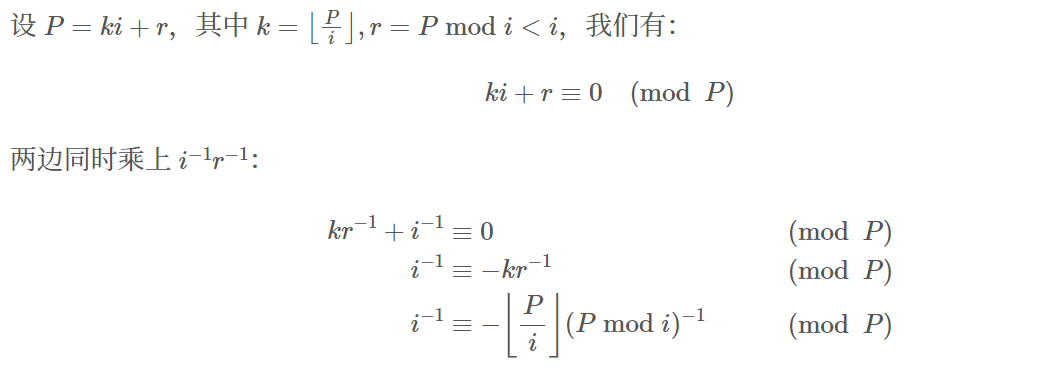 设 P = ki + r，其中 k = ⌊P/i⌋, r = P mod i < i，我们有：
ki + r ≡ 0 (mod P)
两边同时乘上 i⁻¹r⁻¹：
kr⁻¹ + i⁻¹ ≡ 0 (mod P)
i⁻¹ ≡ −kr⁻¹ (mod P)
i⁻¹ ≡ −⌊P/i⌋(P mod i)⁻¹ (mod P)